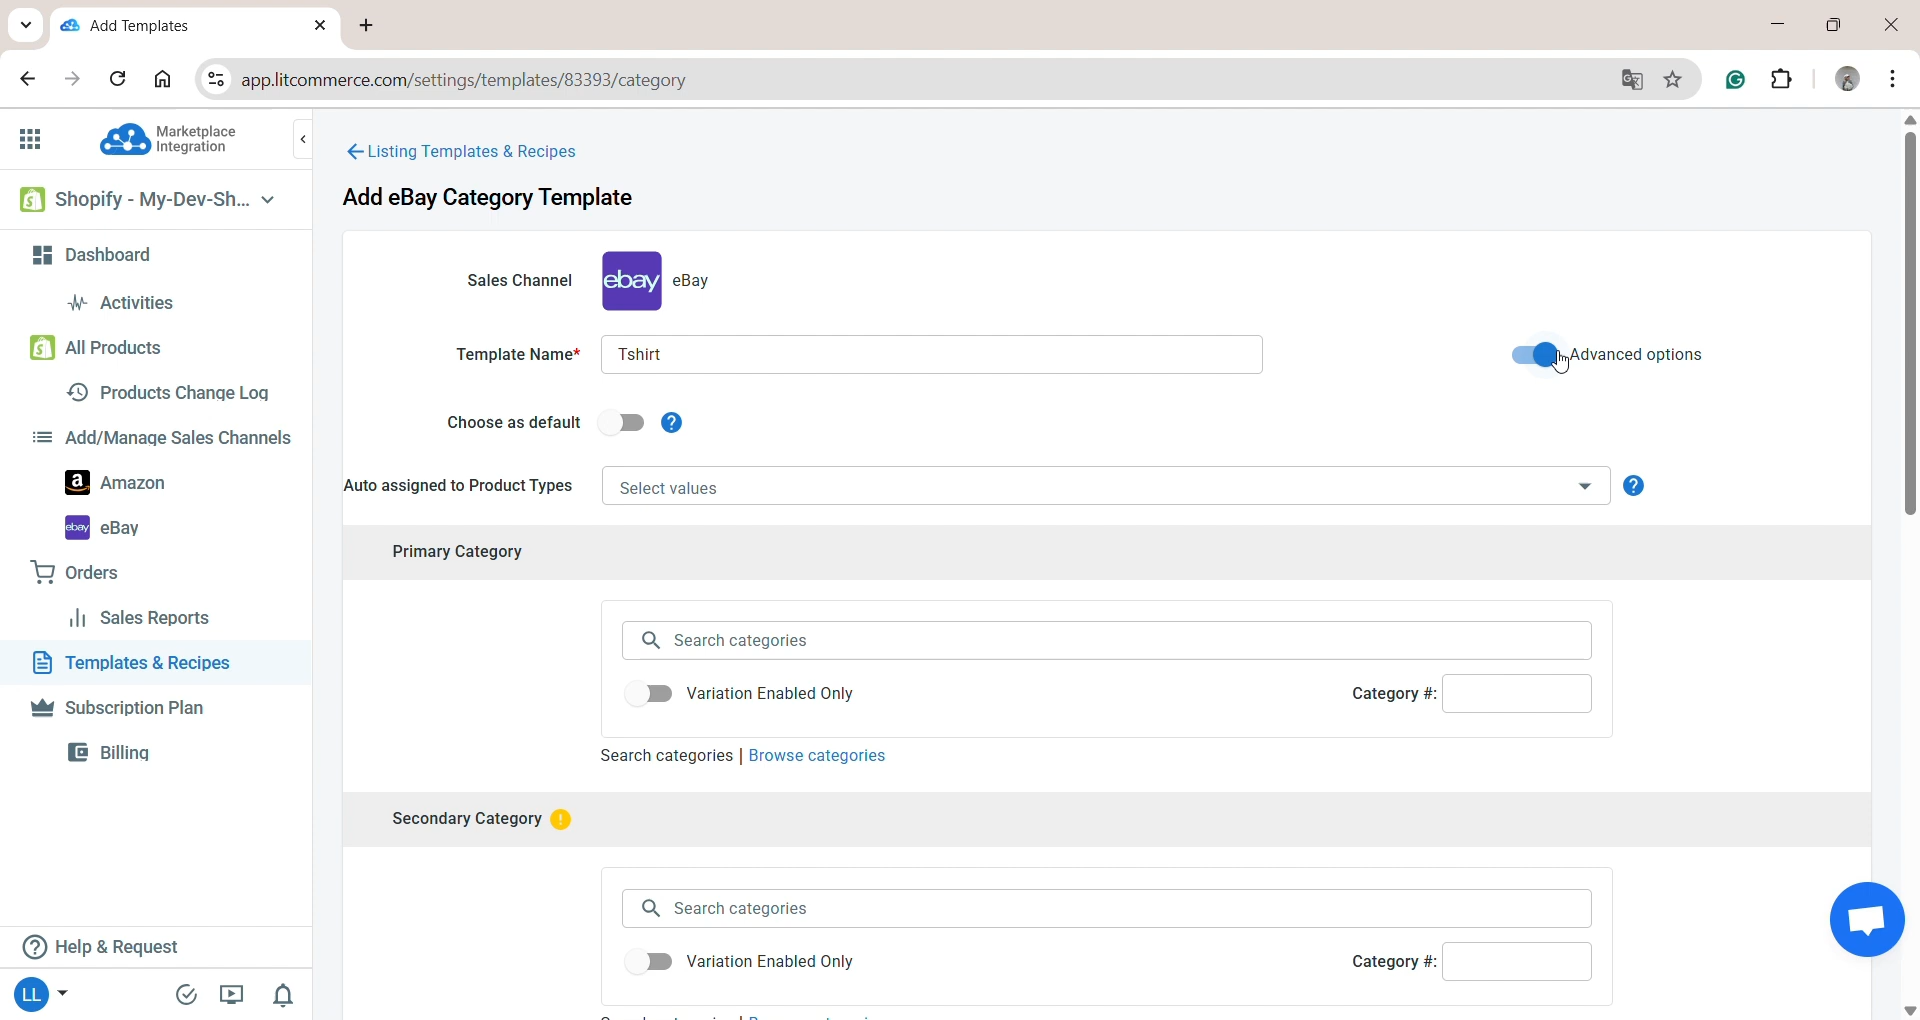 Add Templates
app.litcommerce.com/settings/templates/83393/category
Marketplace
Integration
Shopify - My-Dev-Sh...
Dashboard
Activities
All Products
Products Change Log
Add/Manage Sales Channels
a Amazon
ebay eBay
Orders
Sales Reports
Templates & Recipes
Subscription Plan
Billing
Help & Request
LL
Listing Templates & Recipes
Add eBay Category Template
Sales Channel ebay eBay
Template Name* Tshirt Advanced options
Choose as default ?
Auto assigned to Product Types Select values ?
Primary Category
Search categories
Variation Enabled Only Category #:
Search categories | Browse categories
Secondary Category !
Search categories
Variation Enabled Only Category #: